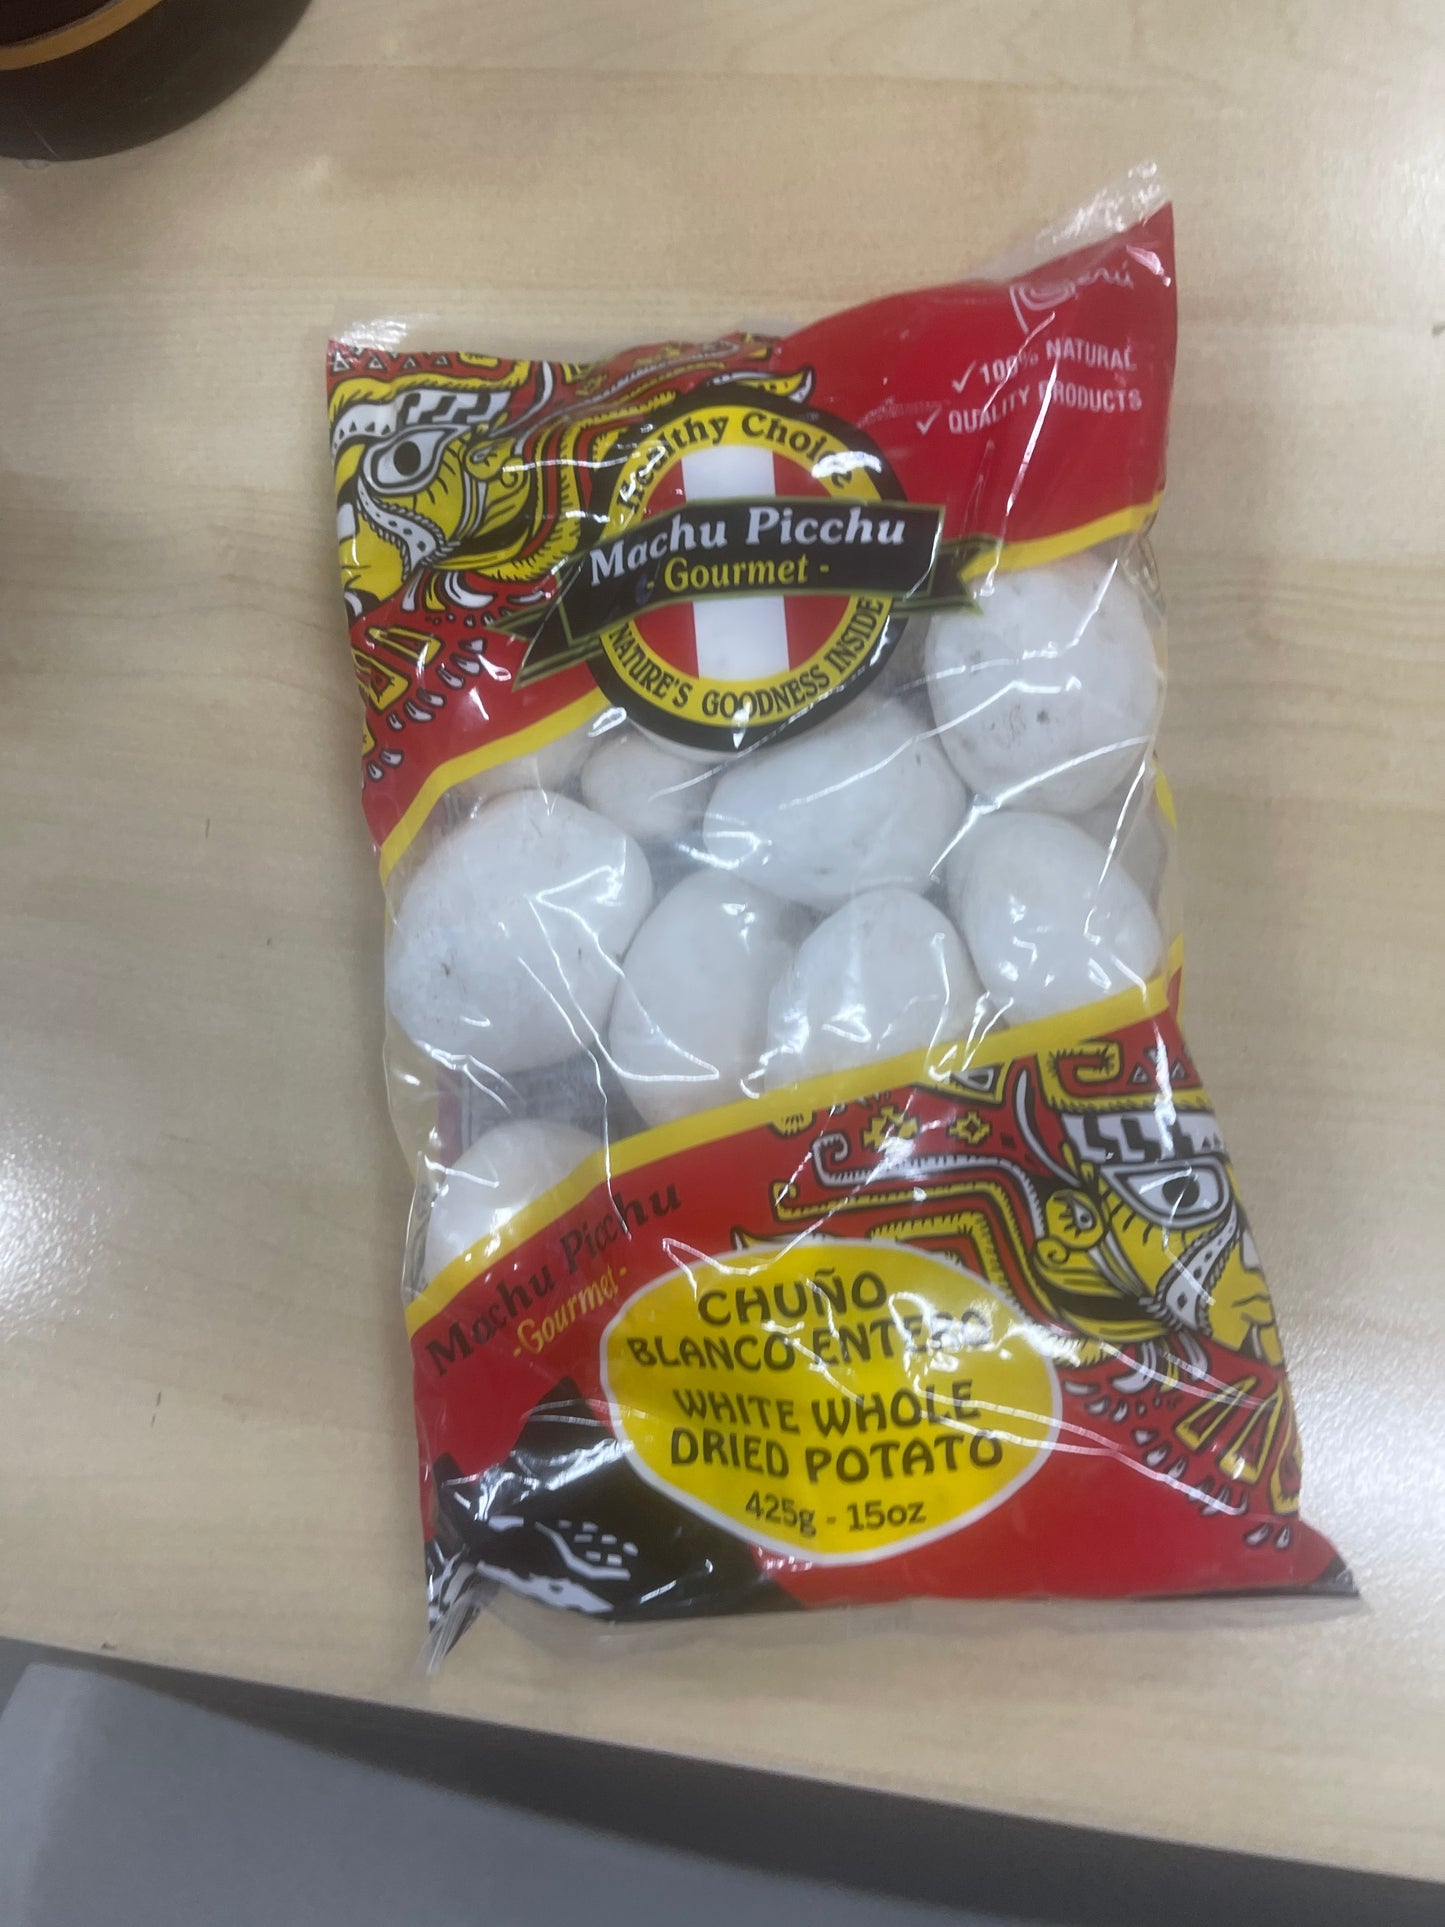 Perú
✓ 100% NATURAL
✓ QUALITY PRODUCTS
Healthy Choice
Machu Picchu
- Gourmet -
NATURE'S GOODNESS INSIDE
Machu Picchu
- Gourmet -
CHUÑO
BLANCO ENTERO
WHITE WHOLE
DRIED POTATO
425g - 15oz